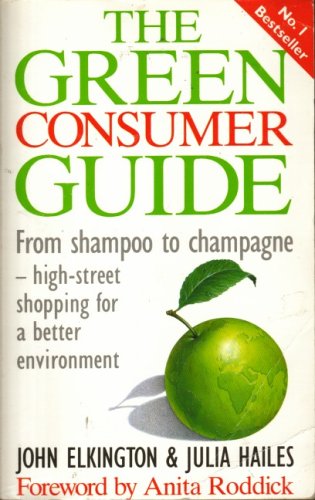 THE
No. 1
Bestseller
GREEN
CONSUMER
GUIDE
From shampoo to champagne
– high-street
shopping for
a better
environment
JOHN ELKINGTON & JULIA HAILES
Foreword by Anita Roddick